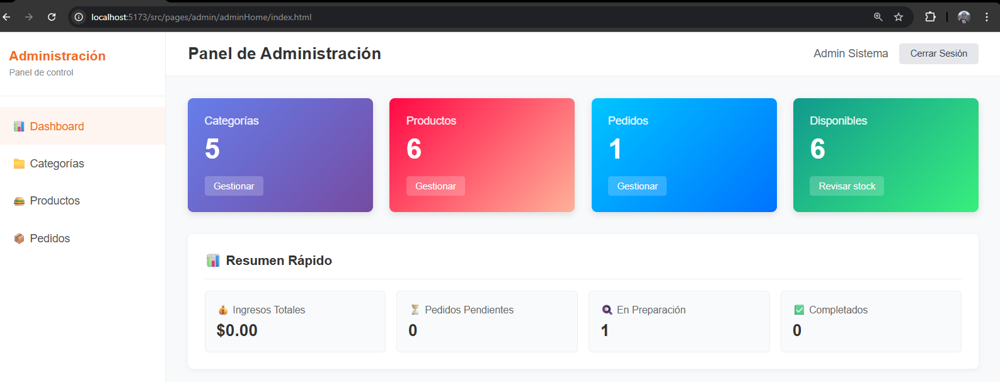 localhost:5173/src/pages/admin/adminHome/index.html
Administración
Panel de control
Dashboard
Categorías
Productos
Pedidos
Panel de Administración
Admin Sistema
Cerrar Sesión
Categorías
5
Gestionar
Productos
6
Gestionar
Pedidos
1
Gestionar
Disponibles
6
Revisar stock
Resumen Rápido
Ingresos Totales
$0.00
Pedidos Pendientes
0
En Preparación
1
Completados
0